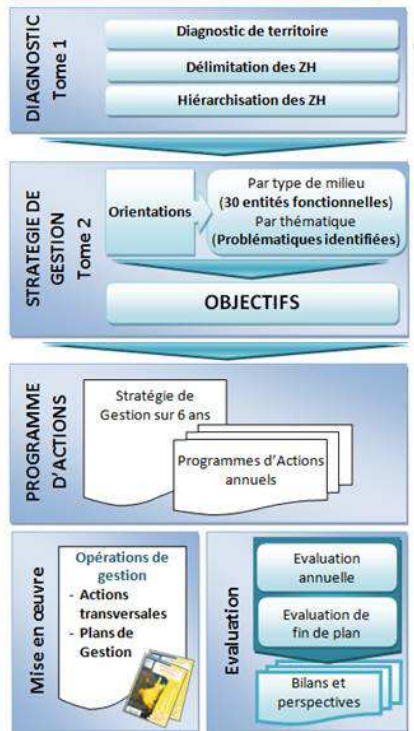 DIAGNOSTIC
Tome 1
Diagnostic de territoire
Délimitation des ZH
Hiérarchisation des ZH
STRATEGIE DE
GESTION
Tome 2
Orientations
Par type de milieu
(30 entités fonctionnelles)
Par thématique
(Problématiques identifiées)
OBJECTIFS
PROGRAMME
D'ACTIONS
Stratégie de
Gestion sur 6 ans
Programmes d'Actions
annuels
Mise en œuvre
Opérations de
gestion
- Actions
transversales
- Plans de
Gestion
Evaluation
Evaluation
annuelle
Evaluation de
fin de plan
Bilans et
perspectives